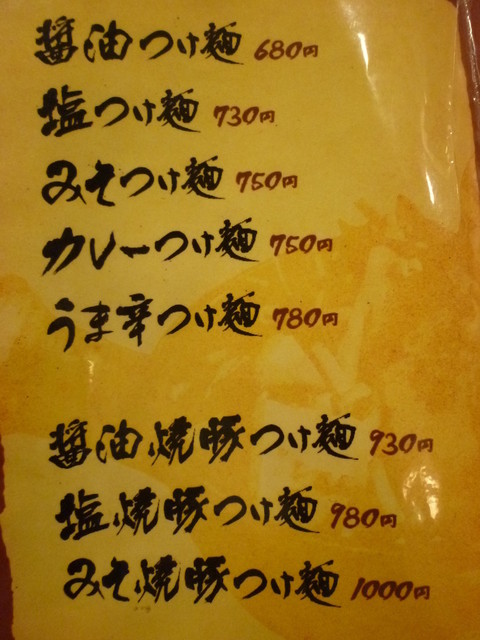 醤油つけ麺 680円
塩つけ麺 730円
みそつけ麺 750円
カレーつけ麺 750円
うま辛つけ麺 780円
醤油焼豚つけ麺 930円
塩焼豚つけ麺 980円
みそ焼豚つけ麺 1000円